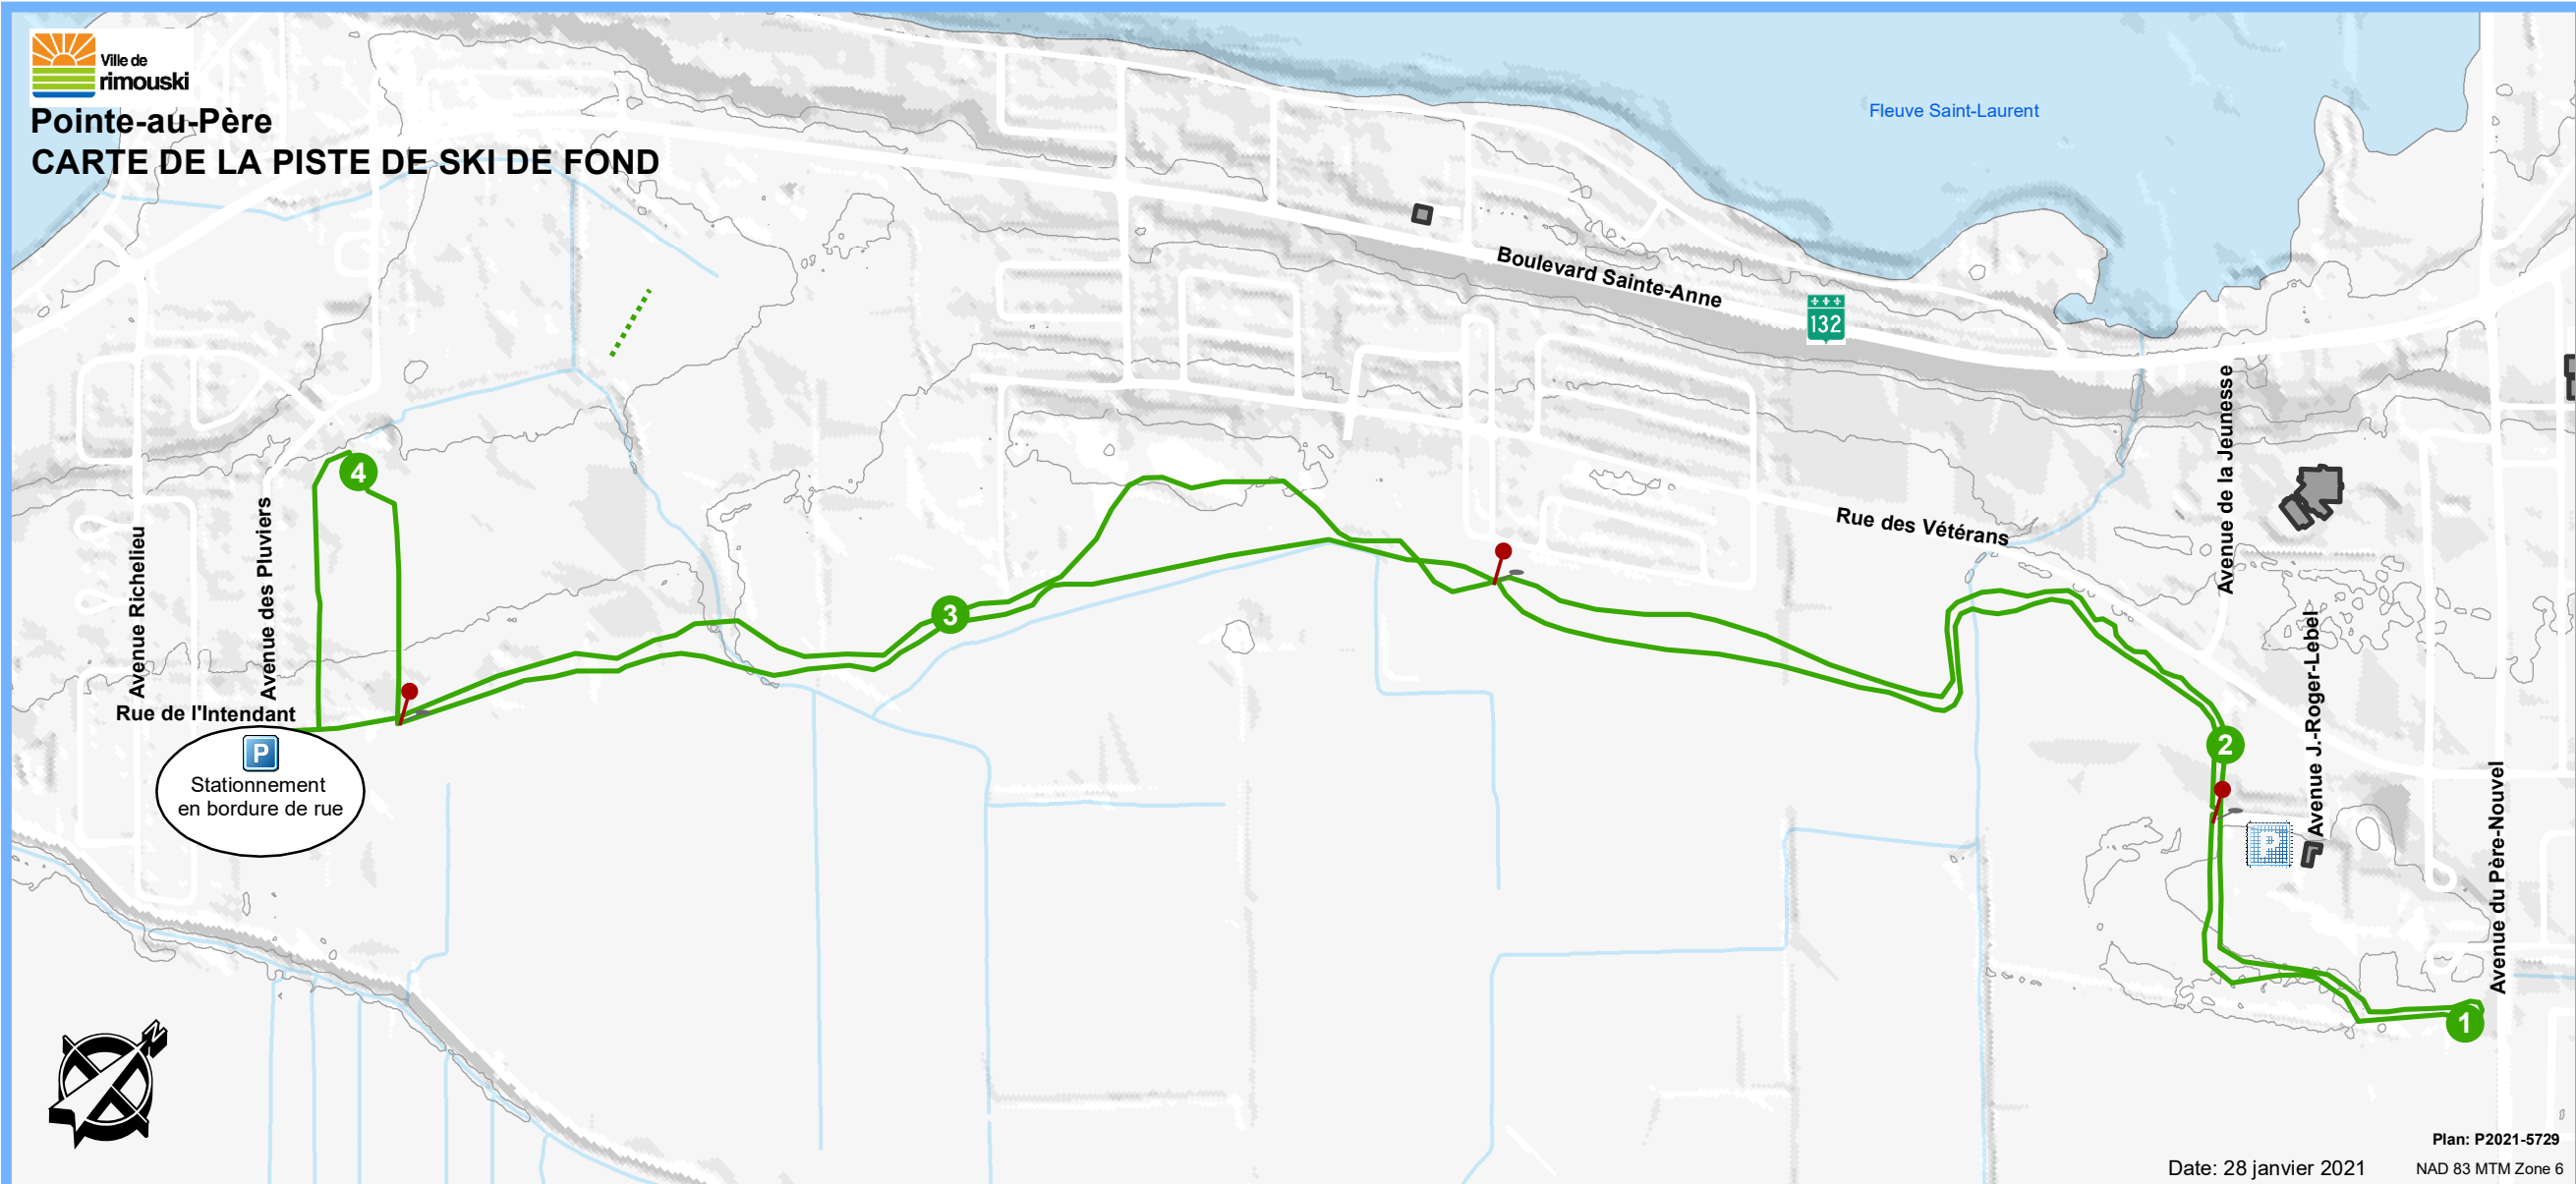 Ville de
rimouski
Pointe-au-Père
CARTE DE LA PISTE DE SKI DE FOND
Fleuve Saint-Laurent
Boulevard Sainte-Anne
132
Avenue de la Jeunesse
Rue des Vétérans
4
Avenue Richelieu
Avenue des Pluviers
3
Avenue J.-Roger-Lebel
Rue de l'Intendant
P
Stationnement
en bordure de rue
2
P
Avenue du Père-Nouvel
1
N
Plan: P2021-5729
Date: 28 janvier 2021
NAD 83 MTM Zone 6